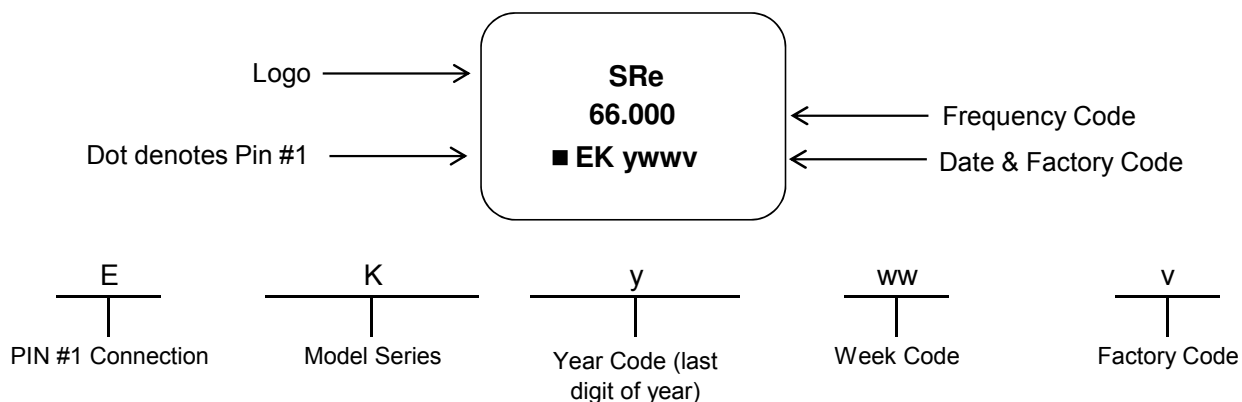 Logo
SRe
66.000
Frequency Code
Dot denotes Pin #1
■ EK ywwv
Date & Factory Code
E
K
y
ww
v
PIN #1 Connection
Model Series
Year Code (last
digit of year)
Week Code
Factory Code